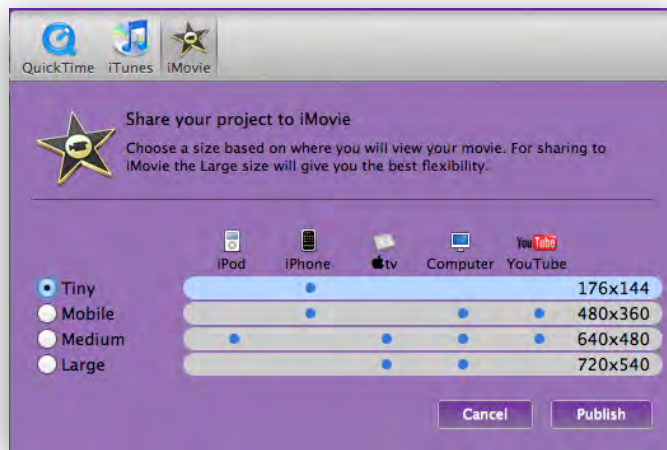 QuickTime iTunes iMovie
Share your project to iMovie
Choose a size based on where you will view your movie. For sharing to
iMovie the Large size will give you the best flexibility.
You Tube
iPod iPhone tv Computer YouTube
Tiny 176x144
Mobile 480x360
Medium 640x480
Large 720x540
Cancel Publish